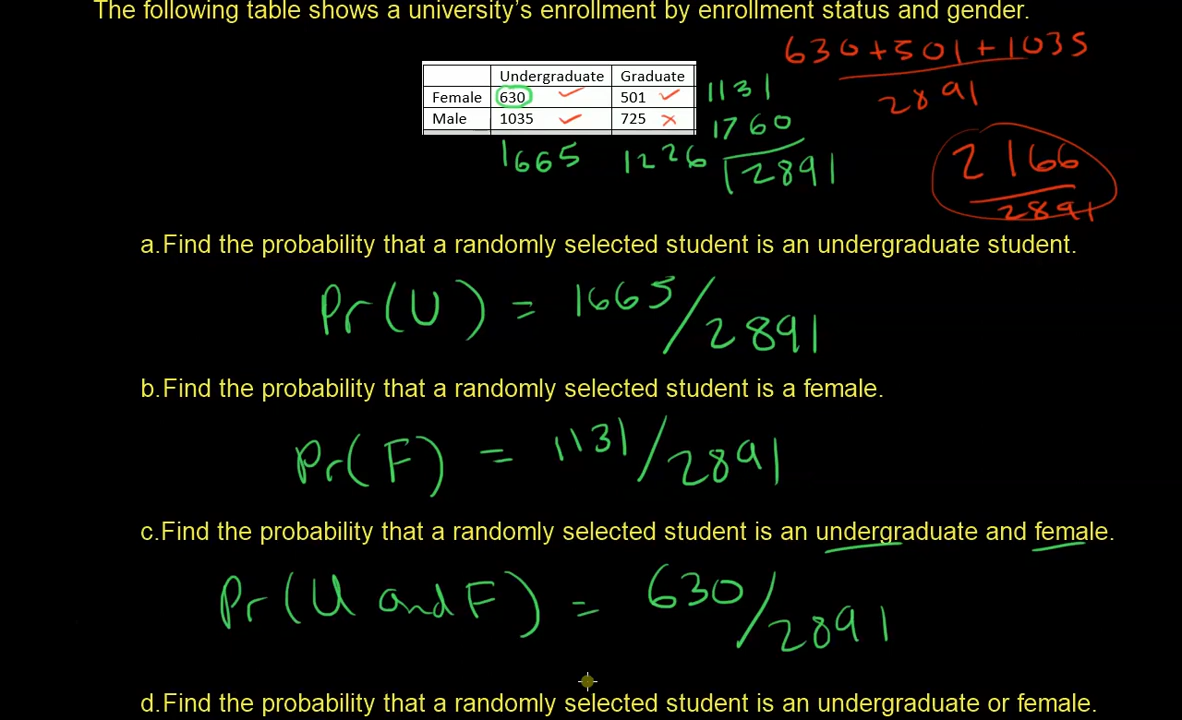 The following table shows a university's enrollment by enrollment status and gender.
630+501+1035
2891
Undergraduate Graduate
Female 630 501 1131
Male 1035 725 1760
1665 1226 2891
2166
2891
a.Find the probability that a randomly selected student is an undergraduate student.
Pr(U) = 1665/2891
b.Find the probability that a randomly selected student is a female.
Pr(F) = 1131/2891
c.Find the probability that a randomly selected student is an undergraduate and female.
Pr(U and F) = 630/2891
d.Find the probability that a randomly selected student is an undergraduate or female.